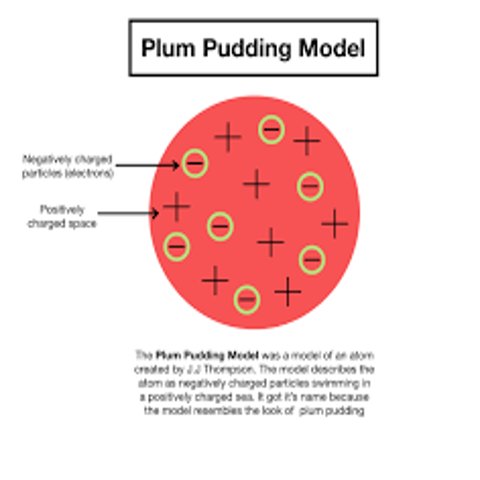 Plum Pudding Model
Negatively charged
particles (electrons)
Positively
charged space
The Plum Pudding Model was a model of an atom
created by J.J Thompson. The model describes the
atom as negatively charged particles swimming in
a positively charged sea. It got it's name because
the model resembles the look of plum pudding